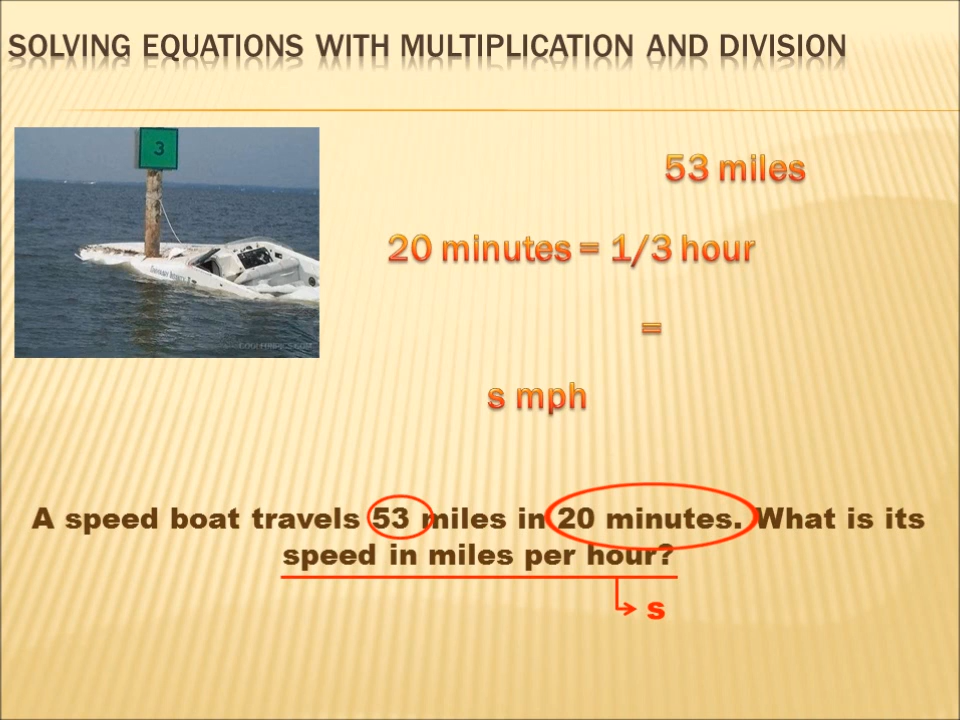 SOLVING EQUATIONS WITH MULTIPLICATION AND DIVISION
3
53 miles
20 minutes = 1/3 hour
=
s mph
A speed boat travels 53 miles in 20 minutes. What is its
speed in miles per hour?
s